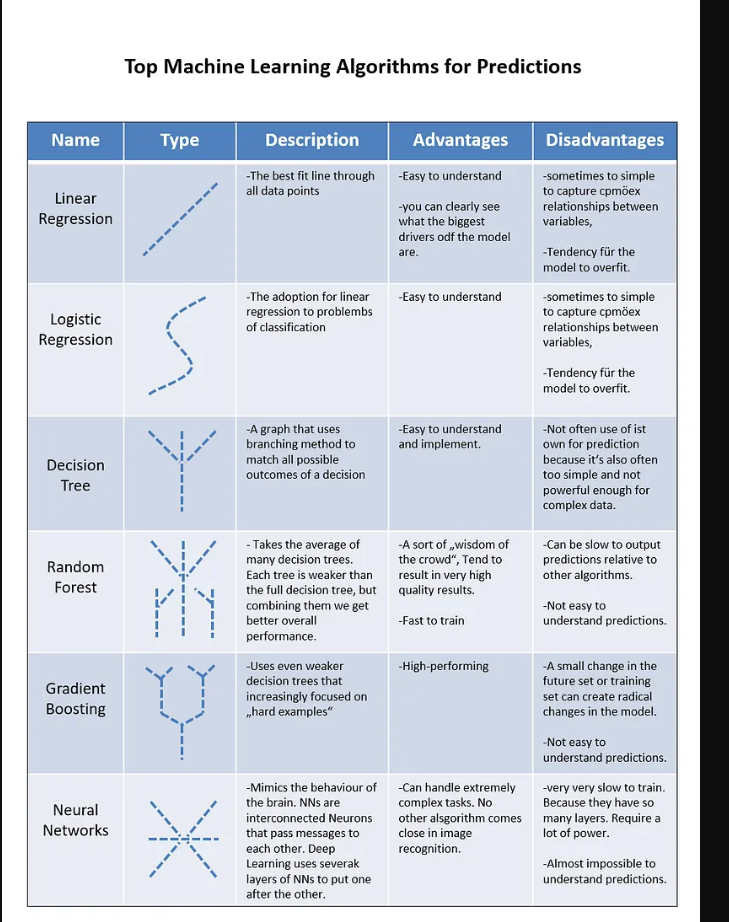 Top Machine Learning Algorithms for Predictions
Name
Type
Description
Advantages
Disadvantages
Linear
Regression
-The best fit line through
all data points
-Easy to understand
-you can clearly see
what the biggest
drivers odf the model
are.
-sometimes to simple
to capture cpmöex
relationships between
variables,
-Tendency für the
model to overfit.
Logistic
Regression
-The adoption for linear
regression to problembs
of classification
-Easy to understand
-sometimes to simple
to capture cpmöex
relationships between
variables,
-Tendency für the
model to overfit.
Decision
Tree
-A graph that uses
branching method to
match all possible
outcomes of a decision
-Easy to understand
and implement.
-Not often use of ist
own for prediction
because it's also often
too simple and not
powerful enough for
complex data.
Random
Forest
- Takes the average of
many decision trees.
Each tree is weaker than
the full decision tree, but
combining them we get
better overall
performance.
-A sort of „wisdom of
the crowd“, Tend to
result in very high
quality results.
-Fast to train
-Can be slow to output
predictions relative to
other algorithms.
-Not easy to
understand predictions.
Gradient
Boosting
-Uses even weaker
decision trees that
increasingly focused on
„hard examples“
-High-performing
-A small change in the
future set or training
set can create radical
changes in the model.
-Not easy to
understand predictions.
Neural
Networks
-Mimics the behaviour of
the brain. NNs are
interconnected Neurons
that pass messages to
each other. Deep
Learning uses severak
layers of NNs to put one
after the other.
-Can handle extremely
complex tasks. No
other alsgorithm comes
close in image
recognition.
-very very slow to train.
Because they have so
many layers. Require a
lot of power.
-Almost impossible to
understand predictions.